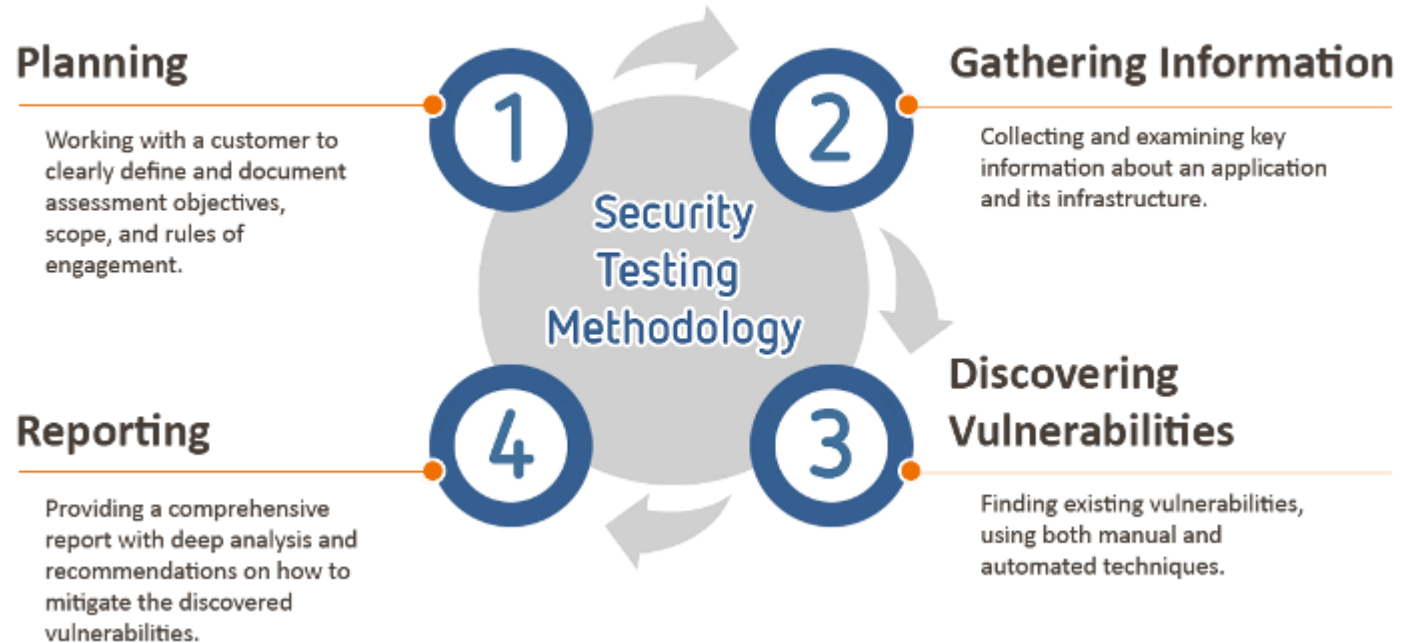 Planning
1
Working with a customer to
clearly define and document
assessment objectives,
scope, and rules of
engagement.
2
Gathering Information
Collecting and examining key
information about an application
and its infrastructure.
Security
Testing
Methodology
3
Discovering
Vulnerabilities
Finding existing vulnerabilities,
using both manual and
automated techniques.
4
Reporting
Providing a comprehensive
report with deep analysis and
recommendations on how to
mitigate the discovered
vulnerabilities.